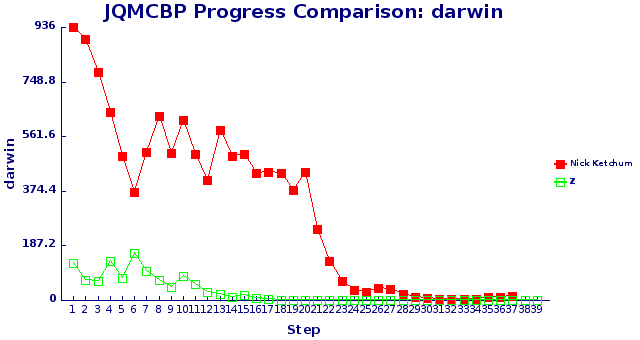 JQMCBP Progress Comparison: darwin
936
748.8
561.6
374.4
187.2
0
darwin
1 2 3 4 5 6 7 8 9 10 11 12 13 14 15 16 17 18 19 20 21 22 23 24 25 26 27 28 29 30 31 32 33 34 35 36 37 38 39
Step
Nick Ketchum
z